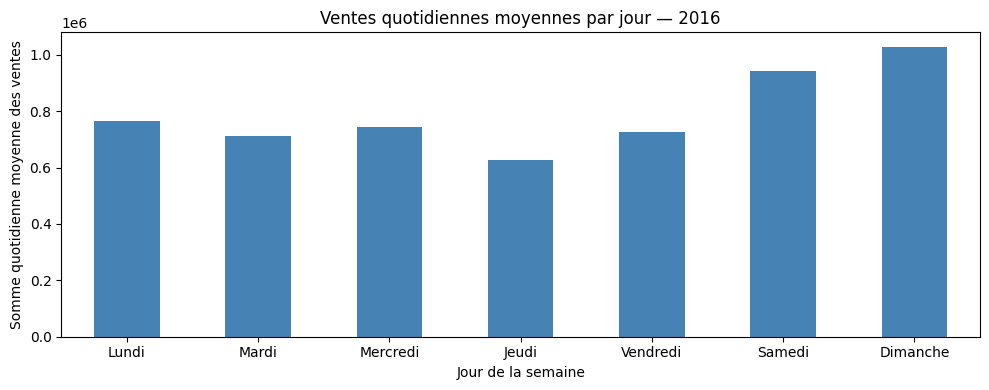 Ventes quotidiennes moyennes par jour — 2016
1e6
Somme quotidienne moyenne des ventes
1.0
0.8
0.6
0.4
0.2
0.0
Lundi
Mardi
Mercredi
Jeudi
Vendredi
Samedi
Dimanche
Jour de la semaine